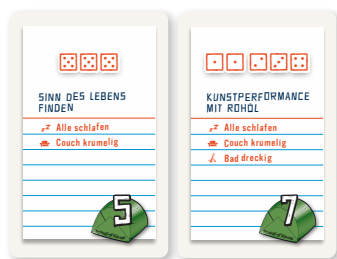 SINN DES LEBENS
FINDEN
Alle schlafen
Couch krümelig
5
KUNSTPERFORMANCE
MIT ROHÖL
Alle schlafen
Couch krümelig
Bad dreckig
7